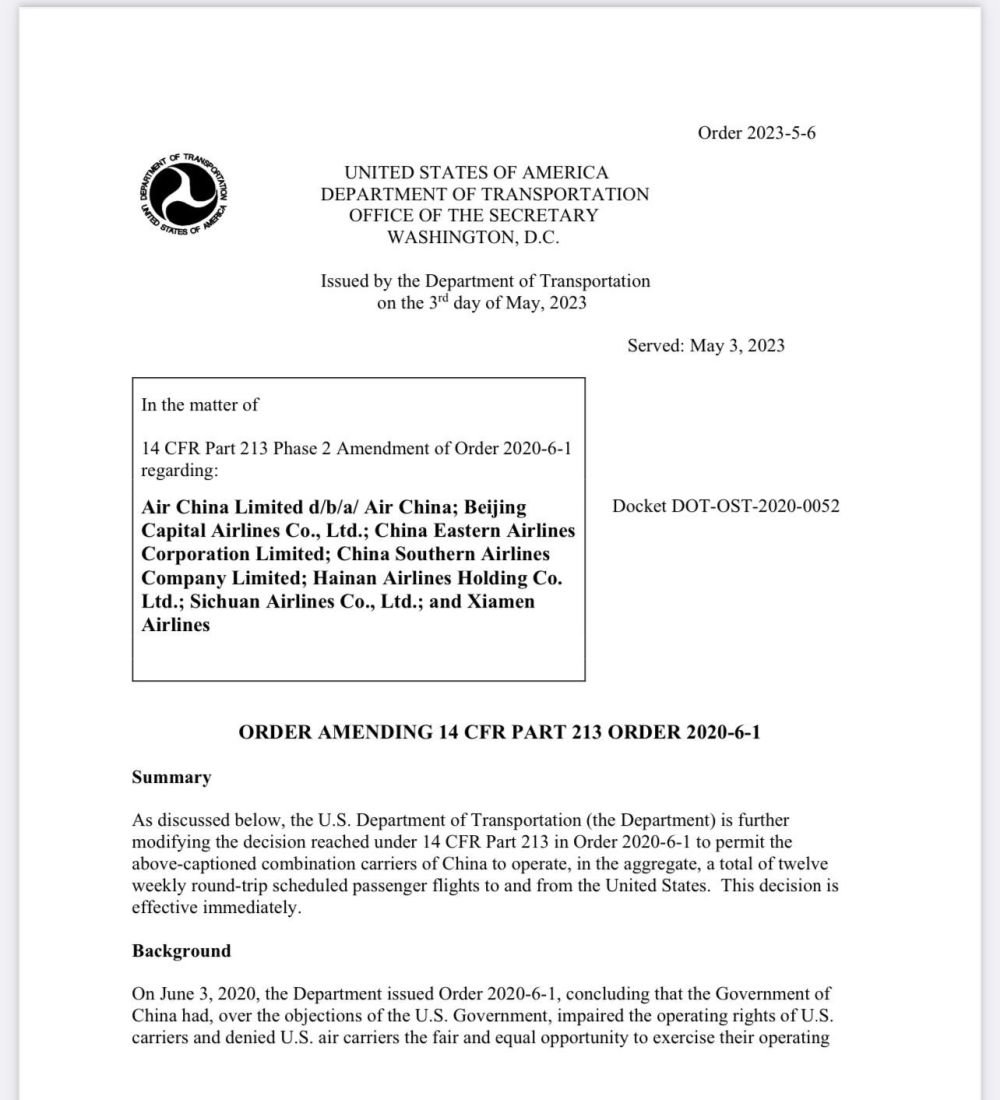 Order 2023-5-6
DEPARTMENT OF TRANSPORTATION
UNITED STATES OF AMERICA
UNITED STATES OF AMERICA
DEPARTMENT OF TRANSPORTATION
OFFICE OF THE SECRETARY
WASHINGTON, D.C.
Issued by the Department of Transportation
on the 3rd day of May, 2023
Served: May 3, 2023
In the matter of
14 CFR Part 213 Phase 2 Amendment of Order 2020-6-1
regarding:
Air China Limited d/b/a/ Air China; Beijing
Capital Airlines Co., Ltd.; China Eastern Airlines
Corporation Limited; China Southern Airlines
Company Limited; Hainan Airlines Holding Co.
Ltd.; Sichuan Airlines Co., Ltd.; and Xiamen
Airlines
Docket DOT-OST-2020-0052
ORDER AMENDING 14 CFR PART 213 ORDER 2020-6-1
Summary
As discussed below, the U.S. Department of Transportation (the Department) is further
modifying the decision reached under 14 CFR Part 213 in Order 2020-6-1 to permit the
above-captioned combination carriers of China to operate, in the aggregate, a total of twelve
weekly round-trip scheduled passenger flights to and from the United States.  This decision is
effective immediately.
Background
On June 3, 2020, the Department issued Order 2020-6-1, concluding that the Government of
China had, over the objections of the U.S. Government, impaired the operating rights of U.S.
carriers and denied U.S. air carriers the fair and equal opportunity to exercise their operating